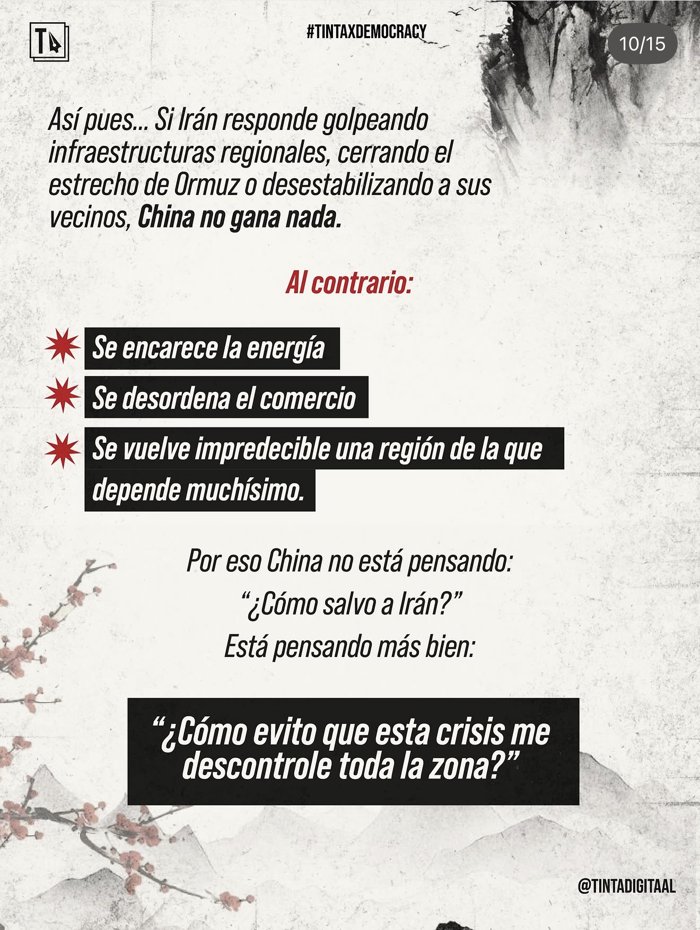 T
#TINTAXDEMOCRACY
10/15
Así pues... Si Irán responde golpeando
infraestructuras regionales, cerrando el
estrecho de Ormuz o desestabilizando a sus
vecinos, China no gana nada.
Al contrario:
Se encarece la energía
Se desordena el comercio
Se vuelve impredecible una región de la que
depende muchísimo.
Por eso China no está pensando:
“¿Cómo salvo a Irán?”
Está pensando más bien:
“¿Cómo evito que esta crisis me
descontrole toda la zona?”
@TINTADIGITAAL